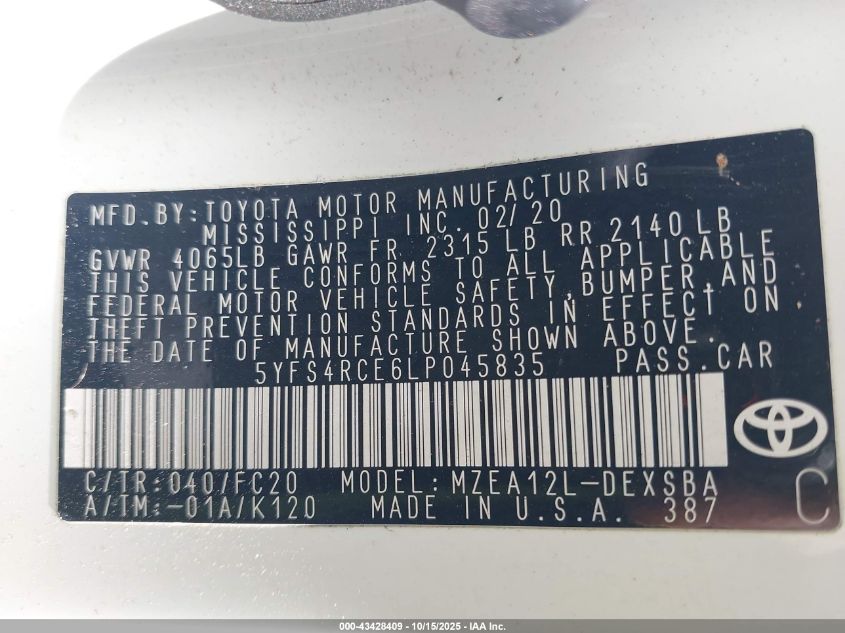 MFD.BY:TOYOTA MOTOR MANUFACTURING
MISSISSIPPI INC. 02/20
GVWR 4065LB GAWR FR 2315 LB RR 2140 LB
THIS VEHICLE CONFORMS TO ALL APPLICABLE
FEDERAL MOTOR VEHICLE SAFETY, BUMPER, AND
THEFT PREVENTION STANDARDS IN EFFECT ON
THE DATE OF MANUFACTURE SHOWN ABOVE.
5YFS4RCE6LP045835 PASS.CAR
C/TR:040/FC20 MODEL:MZEA12L-DEXSBA
A/TM:-01A/K120 MADE IN U.S.A. 387 C
000-43428409 - 10/15/2025 - IAA Inc.